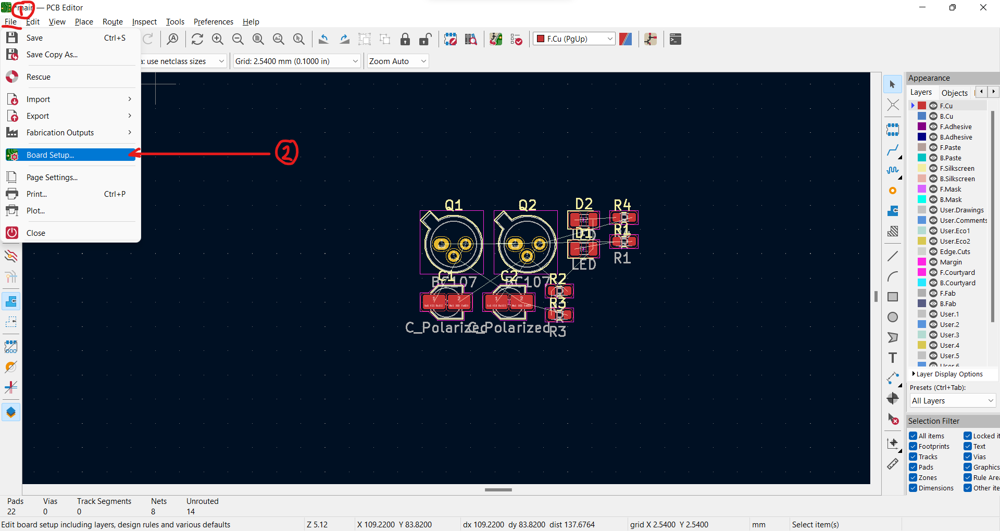 *main — PCB Editor
1
File Edit View Place Route Inspect Tools Preferences Help
Save Ctrl+S
Save Copy As...
Rescue
Import
Export
Fabrication Outputs
Board Setup...
Page Settings...
Print... Ctrl+P
Plot...
Close
2
F.Cu (PgUp)
a: use netclass sizes
Grid: 2.5400 mm (0.1000 in)
Zoom Auto
Q1 Q2 D2 R4
D1 R1
LED R1
C1 C2 R2
BC107 BC107
1 2 1 2
R3
C_Polarized C_Polarized R3
Appearance
Layers Objects
F.Cu
B.Cu
F.Adhesive
B.Adhesive
F.Paste
B.Paste
F.Silkscreen
B.Silkscreen
F.Mask
B.Mask
User.Drawings
User.Comments
User.Eco1
User.Eco2
Edge.Cuts
Margin
F.Courtyard
B.Courtyard
F.Fab
B.Fab
User.1
User.2
User.3
User.4
User.5
User.6
Layer Display Options
Presets (Ctrl+Tab):
All Layers
Selection Filter
All items Locked it
Footprints Text
Tracks Vias
Pads Graphics
Zones Rule Area
Dimensions Other ite
Pads Vias Track Segments Nets Unrouted
22 0 0 8 14
Edit board setup including layers, design rules and various defaults Z 5.12 X 109.2200 Y 83.8200 dx 109.2200 dy 83.8200 dist 137.6764 grid X 2.5400 Y 2.5400 mm Select item(s)